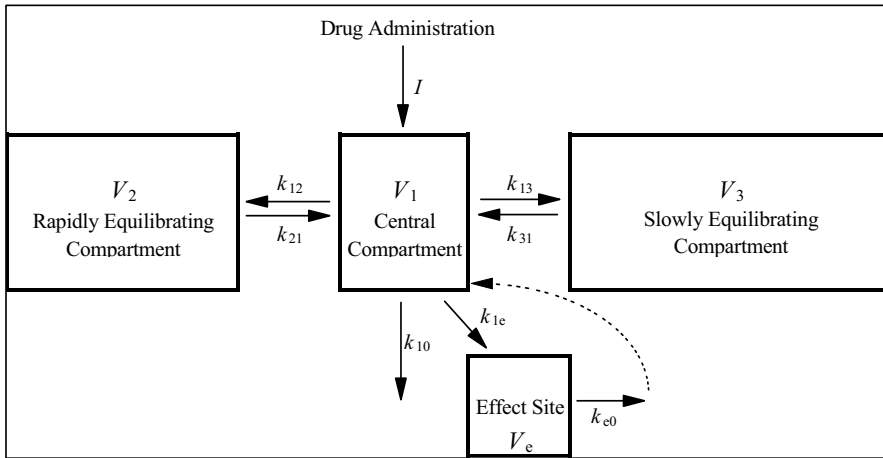 Drug Administration
I
V2
Rapidly Equilibrating
Compartment
k12
k21
V1
Central
Compartment
k13
k31
V3
Slowly Equilibrating
Compartment
k10
k1e
Effect Site
Ve
ke0